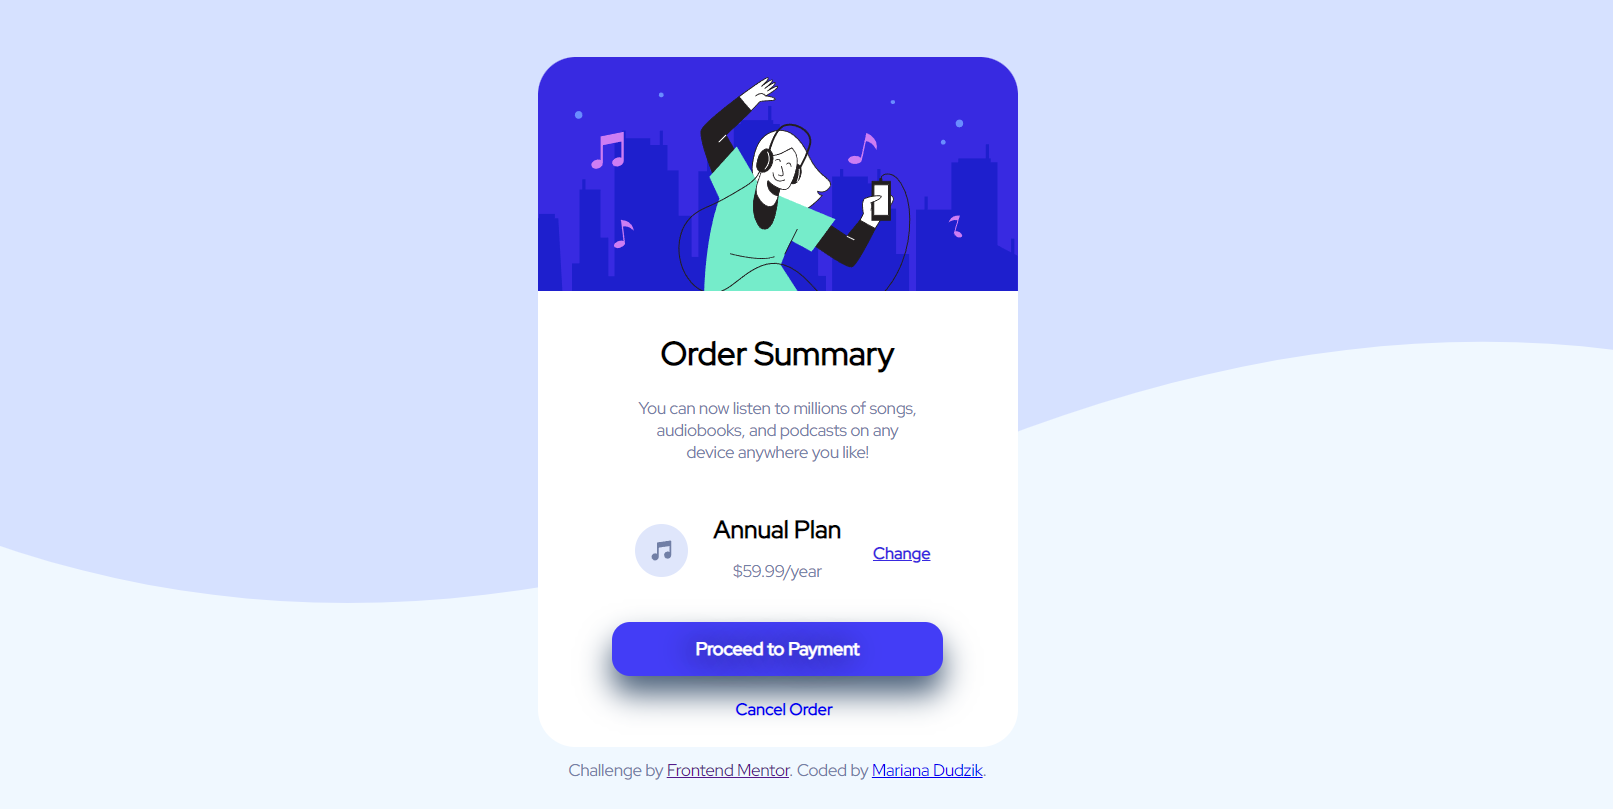 Order Summary
You can now listen to millions of songs,
audiobooks, and podcasts on any
device anywhere you like!
Annual Plan
$59.99/year
Change
Proceed to Payment
Cancel Order
Challenge by Frontend Mentor. Coded by Mariana Dudzik.